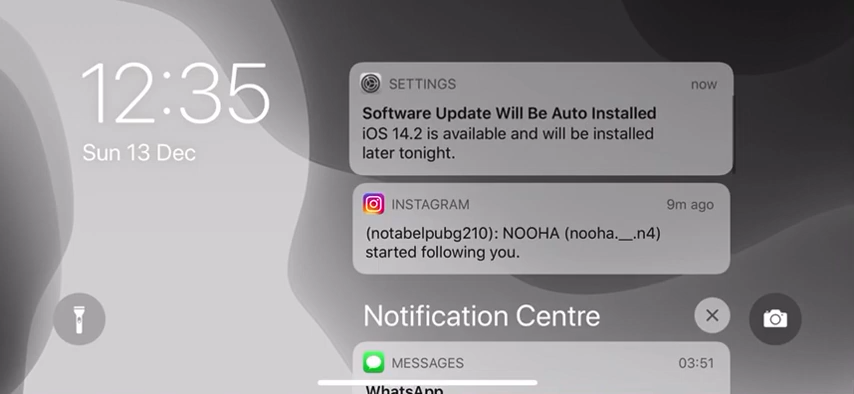 12:35
Sun 13 Dec
SETTINGS
now
Software Update Will Be Auto Installed
iOS 14.2 is available and will be installed
later tonight.
INSTAGRAM
9m ago
(notabelpubg210): NOOHA (nooha.__.n4)
started following you.
Notification Centre
MESSAGES
03:51
WhatsApp